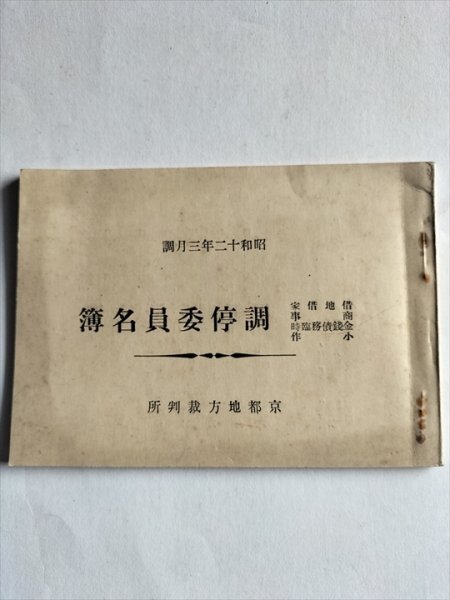 昭和十二年三月調
借地借家
商事
金錢債務臨時
小作
調停委員名簿
京都地方裁判所